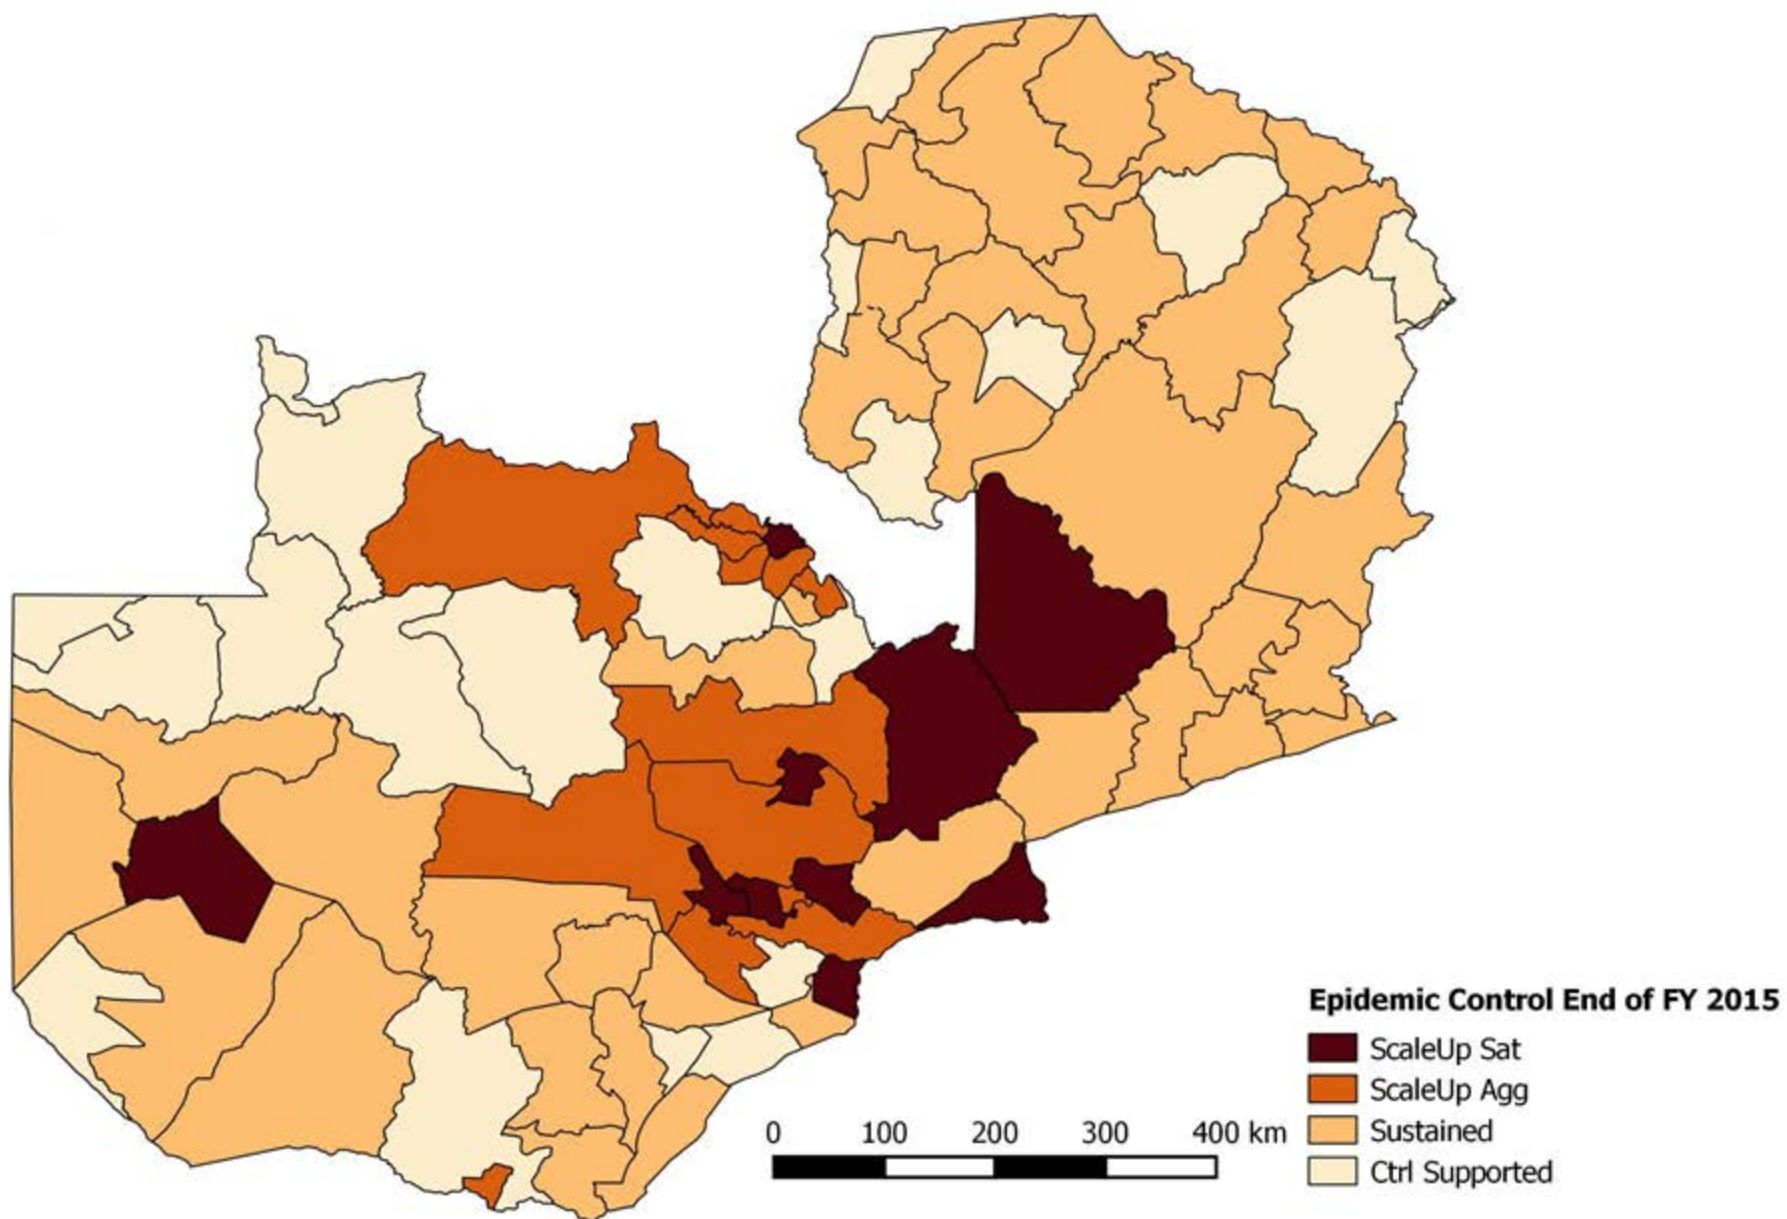 Epidemic Control End of FY 2015
ScaleUp Sat
ScaleUp Agg
Sustained
Ctrl Supported
0 100 200 300 400 km